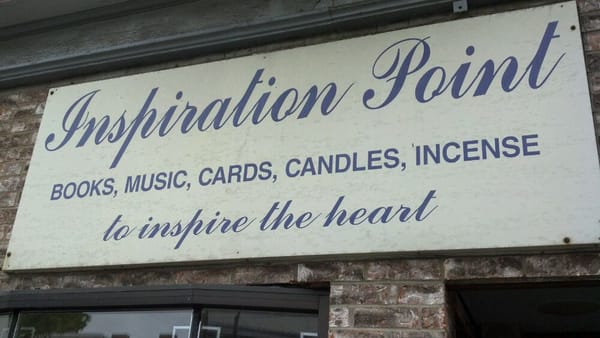 Inspiration Point
BOOKS, MUSIC, CARDS, CANDLES, INCENSE
to inspire the heart